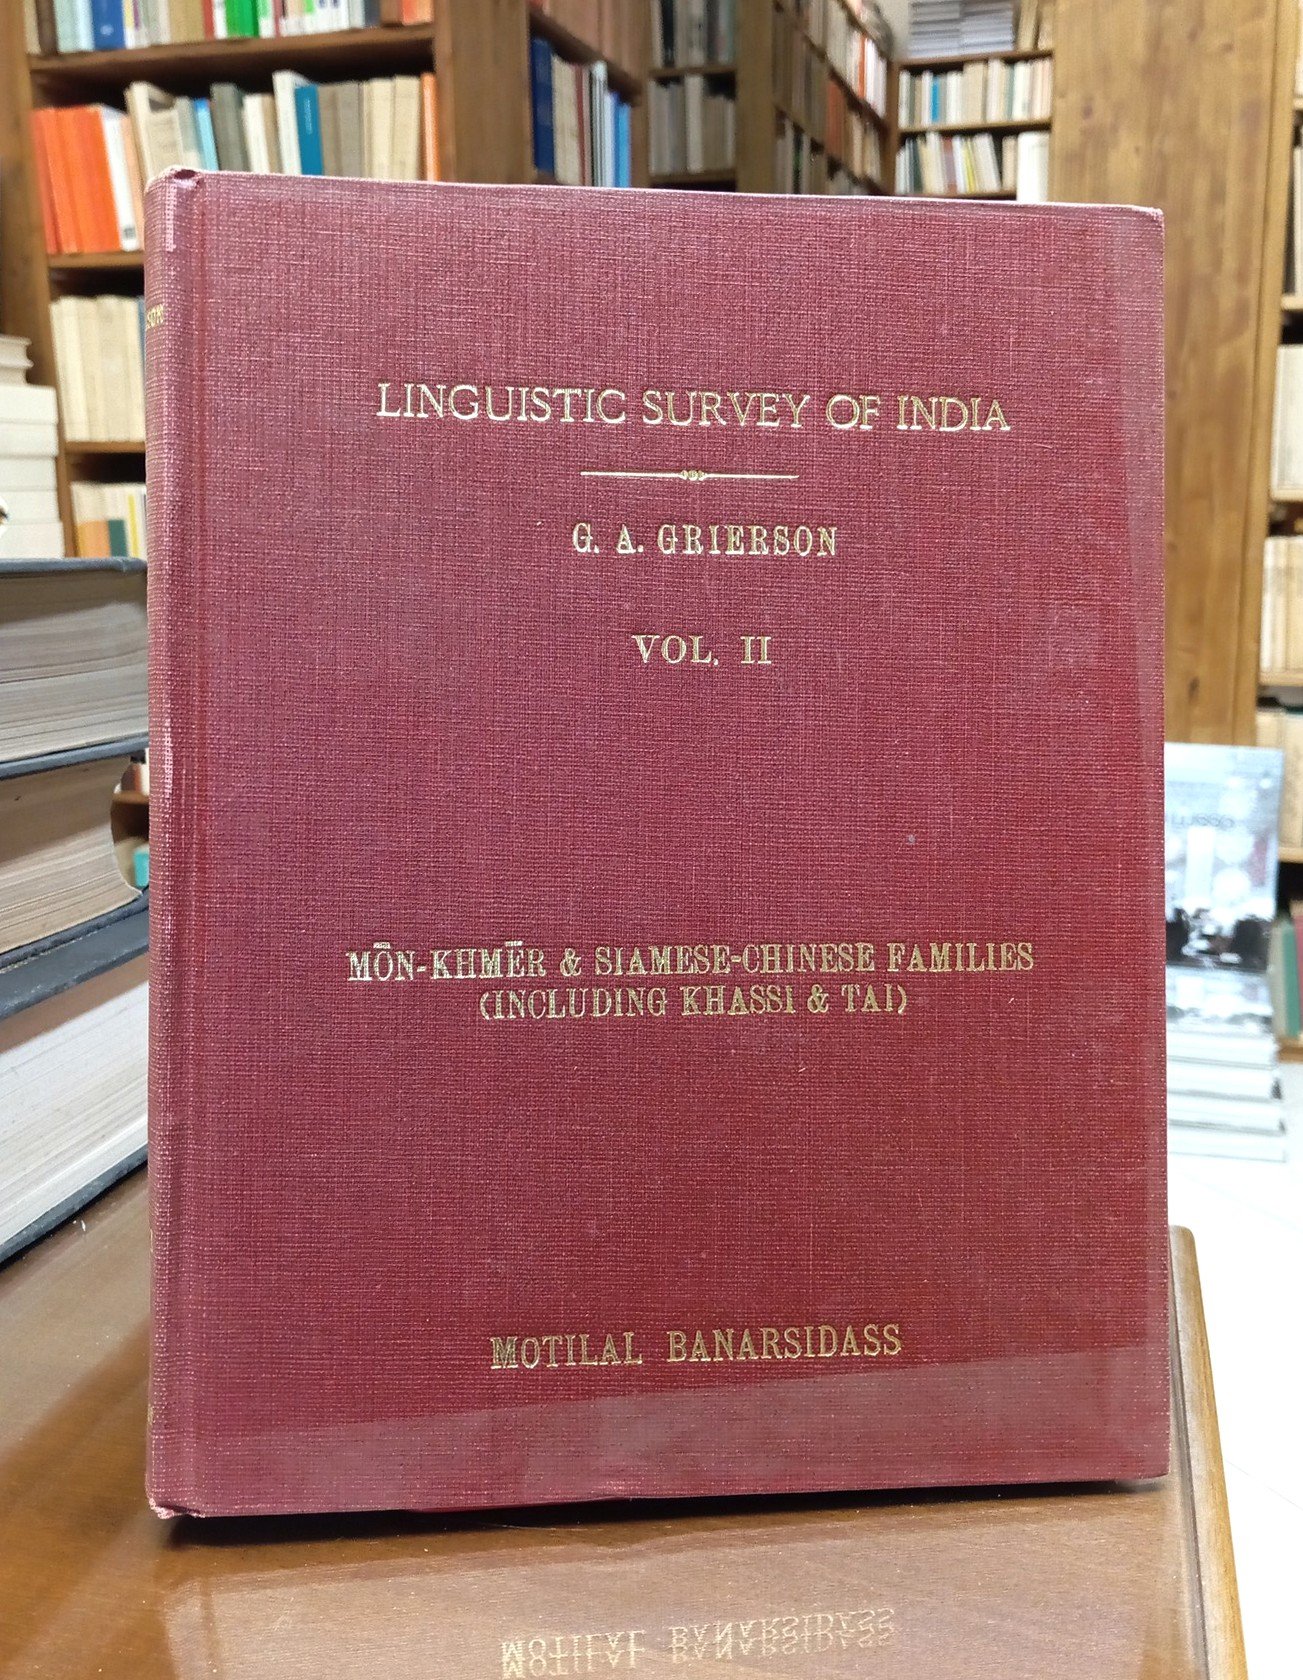 LINGUISTIC SURVEY OF INDIA
G. A. GRIERSON
VOL. II
MŌN-KHMĒR & SIAMESE-CHINESE FAMILIES
(INCLUDING KHASSI & TAI)
MOTILAL BANARSIDASS